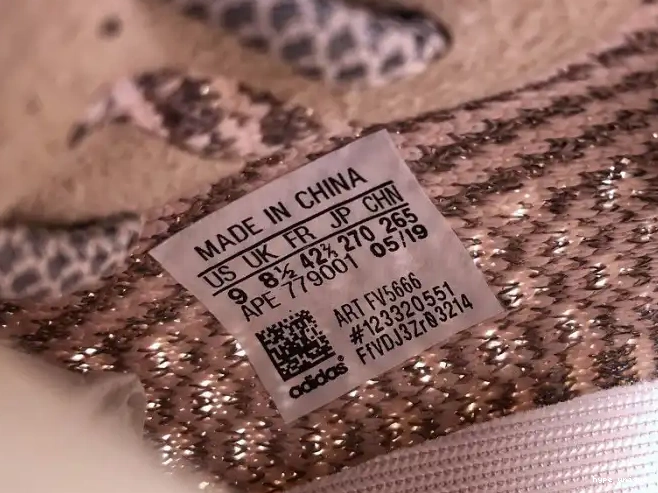 MADE IN CHINA
US UK FR JP CHN
9 8½ 42⅔ 270 265
APE 779001 05/19
ART FV5666
#123320551
F1VDJ3Zr03214
adidas®